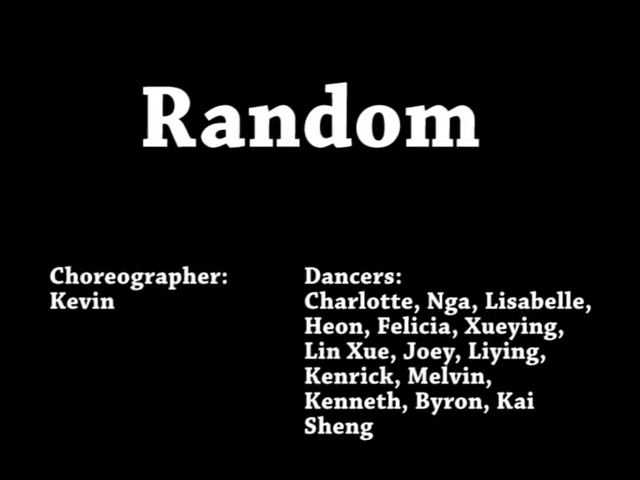 Random
Choreographer:
Kevin
Dancers:
Charlotte, Nga, Lisabelle,
Heon, Felicia, Xueying,
Lin Xue, Joey, Liying,
Kenrick, Melvin,
Kenneth, Byron, Kai
Sheng